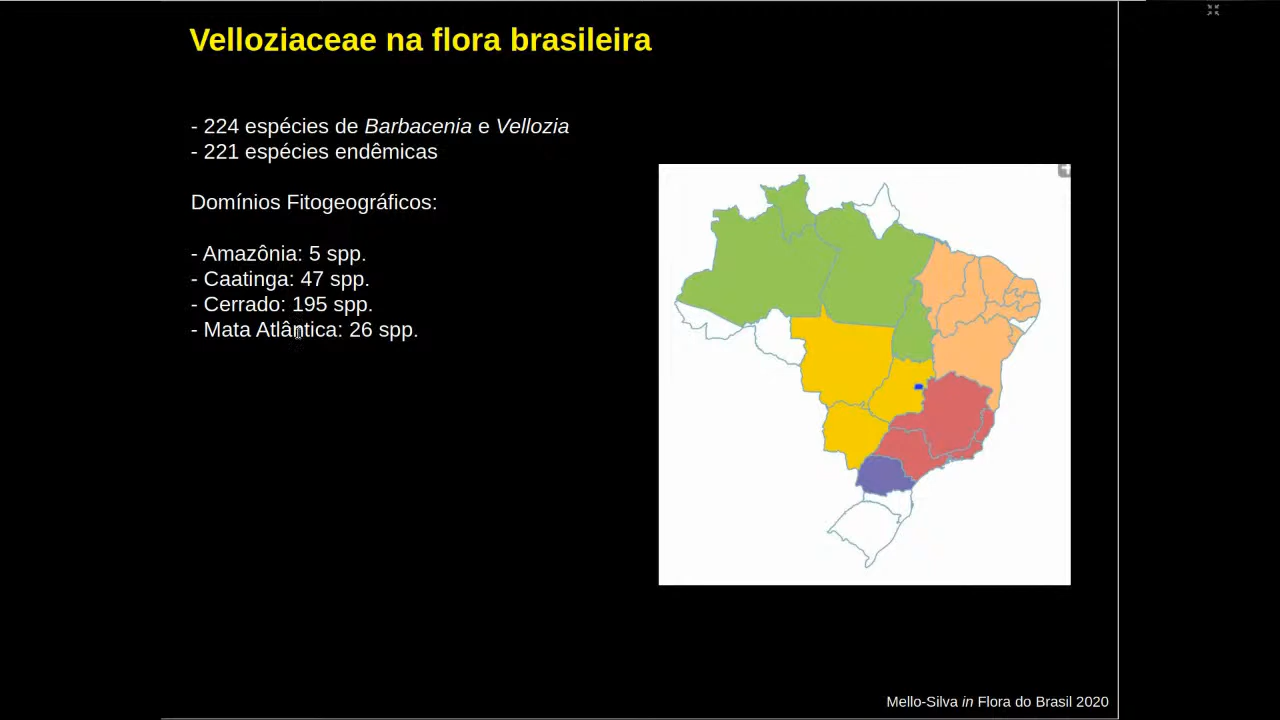 Velloziaceae na flora brasileira
- 224 espécies de Barbacenia e Vellozia
- 221 espécies endêmicas
Domínios Fitogeográficos:
- Amazônia: 5 spp.
- Caatinga: 47 spp.
- Cerrado: 195 spp.
- Mata Atlântica: 26 spp.
Mello-Silva in Flora do Brasil 2020